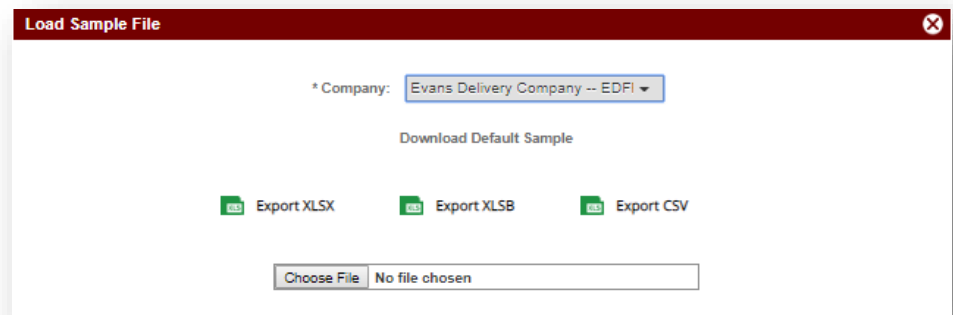 Load Sample File
* Company: Evans Delivery Company -- EDFI
Download Default Sample
Export XLSX Export XLSB Export CSV
Choose File No file chosen